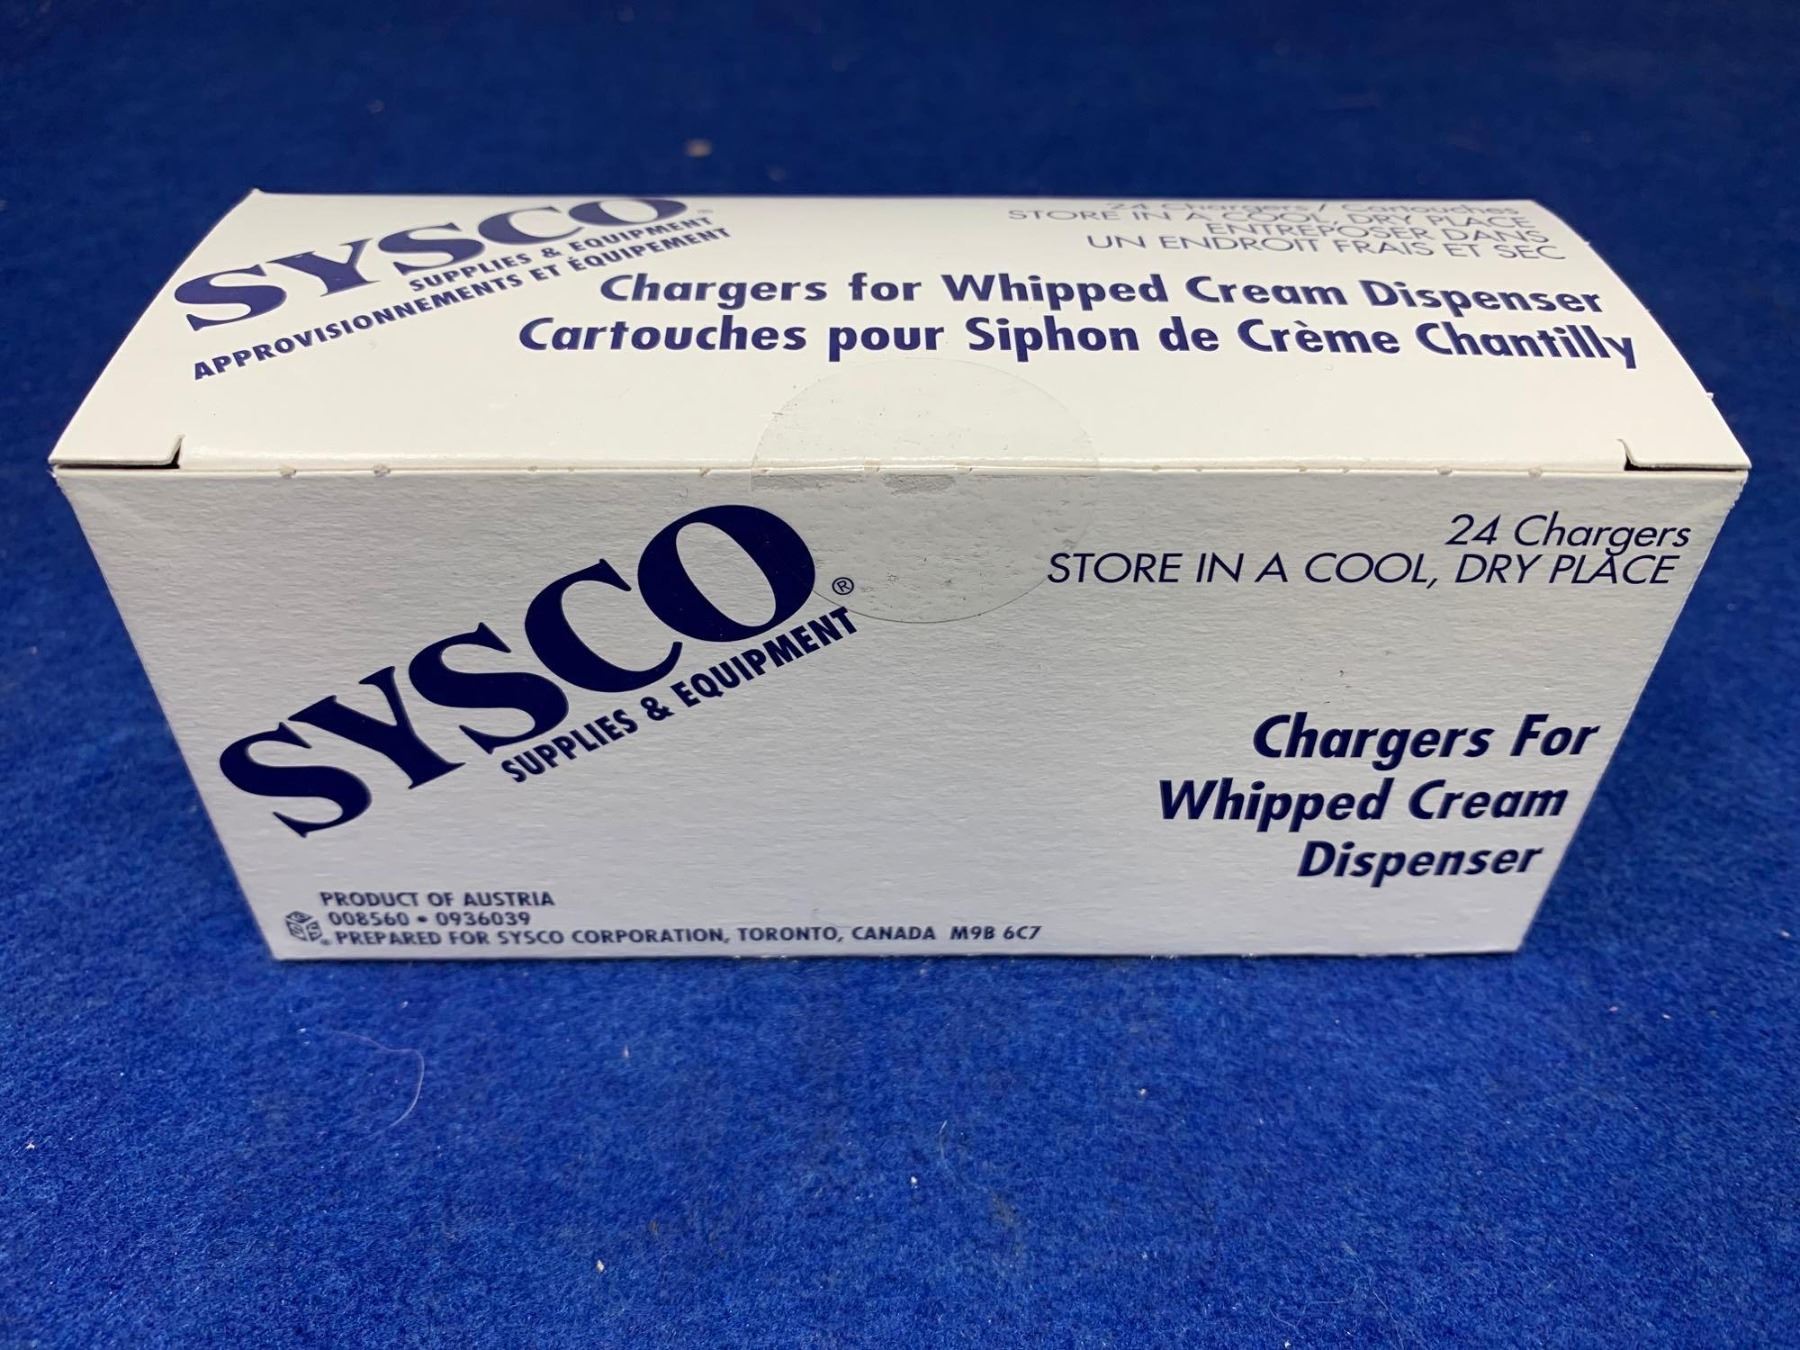 SYSCO
SUPPLIES & EQUIPMENT
APPROVISIONNEMENTS ET ÉQUIPEMENT
24 Chargers / Cartouches
STORE IN A COOL, DRY PLACE
ENTREPOSER DANS
UN ENDROIT FRAIS ET SEC
Chargers for Whipped Cream Dispenser
Cartouches pour Siphon de Crème Chantilly
SYSCO®
SUPPLIES & EQUIPMENT
24 Chargers
STORE IN A COOL, DRY PLACE
Chargers For
Whipped Cream
Dispenser
PRODUCT OF AUSTRIA
008560 • 0936039
PREPARED FOR SYSCO CORPORATION, TORONTO, CANADA M9B 6C7